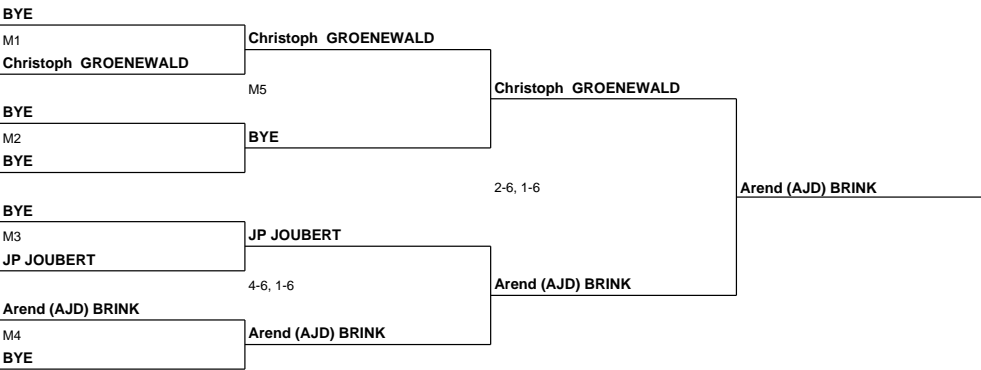 BYE
M1
Christoph GROENEWALD
Christoph GROENEWALD
M5
Christoph GROENEWALD
BYE
M2
BYE
BYE
2-6, 1-6
Arend (AJD) BRINK
BYE
M3
JP JOUBERT
JP JOUBERT
4-6, 1-6
Arend (AJD) BRINK
Arend (AJD) BRINK
M4
Arend (AJD) BRINK
BYE